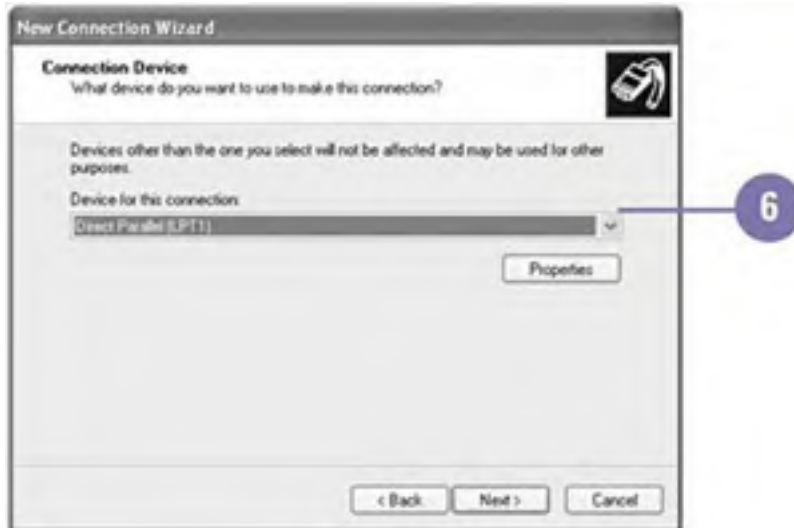 New Connection Wizard
Connection Device
What device do you want to use to make this connection?
Devices other than the one you select will not be affected and may be used for other
purposes.
Device for this connection:
Direct Parallel (LPT1)
6
Properties
< Back
Next >
Cancel